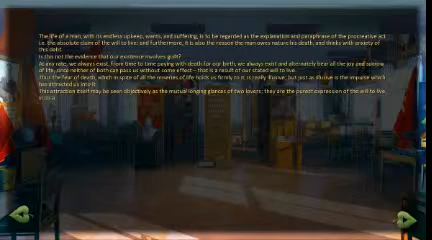 The life of a man, with its endless upkeep, wants, and suffering, is to be regarded as the explanation and paraphrase of the procreative act
i.e. the absolute claim of the will to live; and furthermore, it is also the reason the man owes nature his death, and thinks with anxiety of
this debt.
Is this not the evidence that our existence involves guilt?
At any rate, we always exist, from time to time paying with death for our birth; we always exist and alternately bear all the joy and sorrow
of life, since neither of both can pass us without some effect - that is a result of our stated will to live.
Thus the fear of death, which in spite of all the miseries of life holds us firmly to it, is really illusive; but just as illusive is the impulse which
has attracted us into it.
This attraction itself may be seen objectively as the mutual longing glances of two lovers; they are the purest expression of the will to live